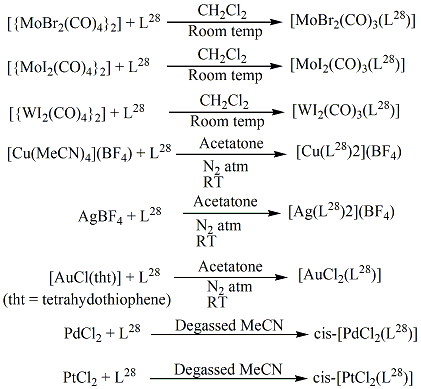 CH₂Cl₂
[{MoBr₂(CO)₄}₂] + L²⁸ [MoBr₂(CO)₃(L²⁸)]
Room temp
CH₂Cl₂
[{MoI₂(CO)₄}₂] + L²⁸ [MoI₂(CO)₃(L²⁸)]
Room temp
CH₂Cl₂
[{WI₂(CO)₄}₂] + L²⁸ [WI₂(CO)₃(L²⁸)]
Room temp
Acetatone
[Cu(MeCN)₄](BF₄) + L²⁸ [Cu(L²⁸)2](BF₄)
N₂ atm
RT
Acetatone
AgBF₄ + L²⁸ [Ag(L²⁸)2](BF₄)
N₂ atm
RT
Acetatone
[AuCl(tht)] + L²⁸ [AuCl₂(L²⁸)]
N₂ atm
(tht = tetrahydothiophene) RT
Degassed MeCN
PdCl₂ + L²⁸ cis-[PdCl₂(L²⁸)]
Degassed MeCN
PtCl₂ + L²⁸ cis-[PtCl₂(L²⁸)]